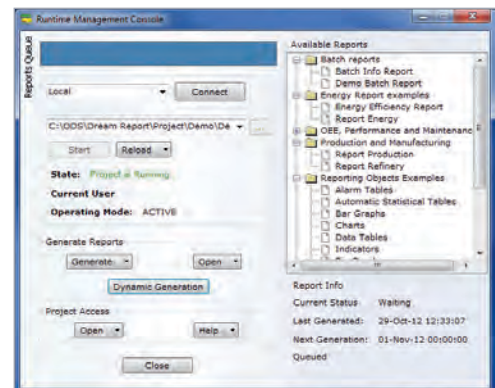 Runtime Management Console
Reports Queue
Local
Connect
C:\ODS\Dream Report\Project\Demo\De
...
Start
Reload
State: Project is Running
Current User
Operating Mode: ACTIVE
Generate Reports
Generate
Open
Dynamic Generation
Project Access
Open
Help
Close
Available Reports
Batch reports
Batch Info Report
Demo Batch Report
Energy Report examples
Energy Efficiency Report
Report Energy
OEE, Performance and Maintenanc
Production and Manufacturing
Report Production
Report Refinery
Reporting Objects Examples
Alarm Tables
Automatic Statistical Tables
Bar Graphs
Charts
Data Tables
Indicators
Report Info
Current Status Waiting
Last Generated: 29-Oct-12 12:33:07
Next Generation: 01-Nov-12 00:00:00
Queued